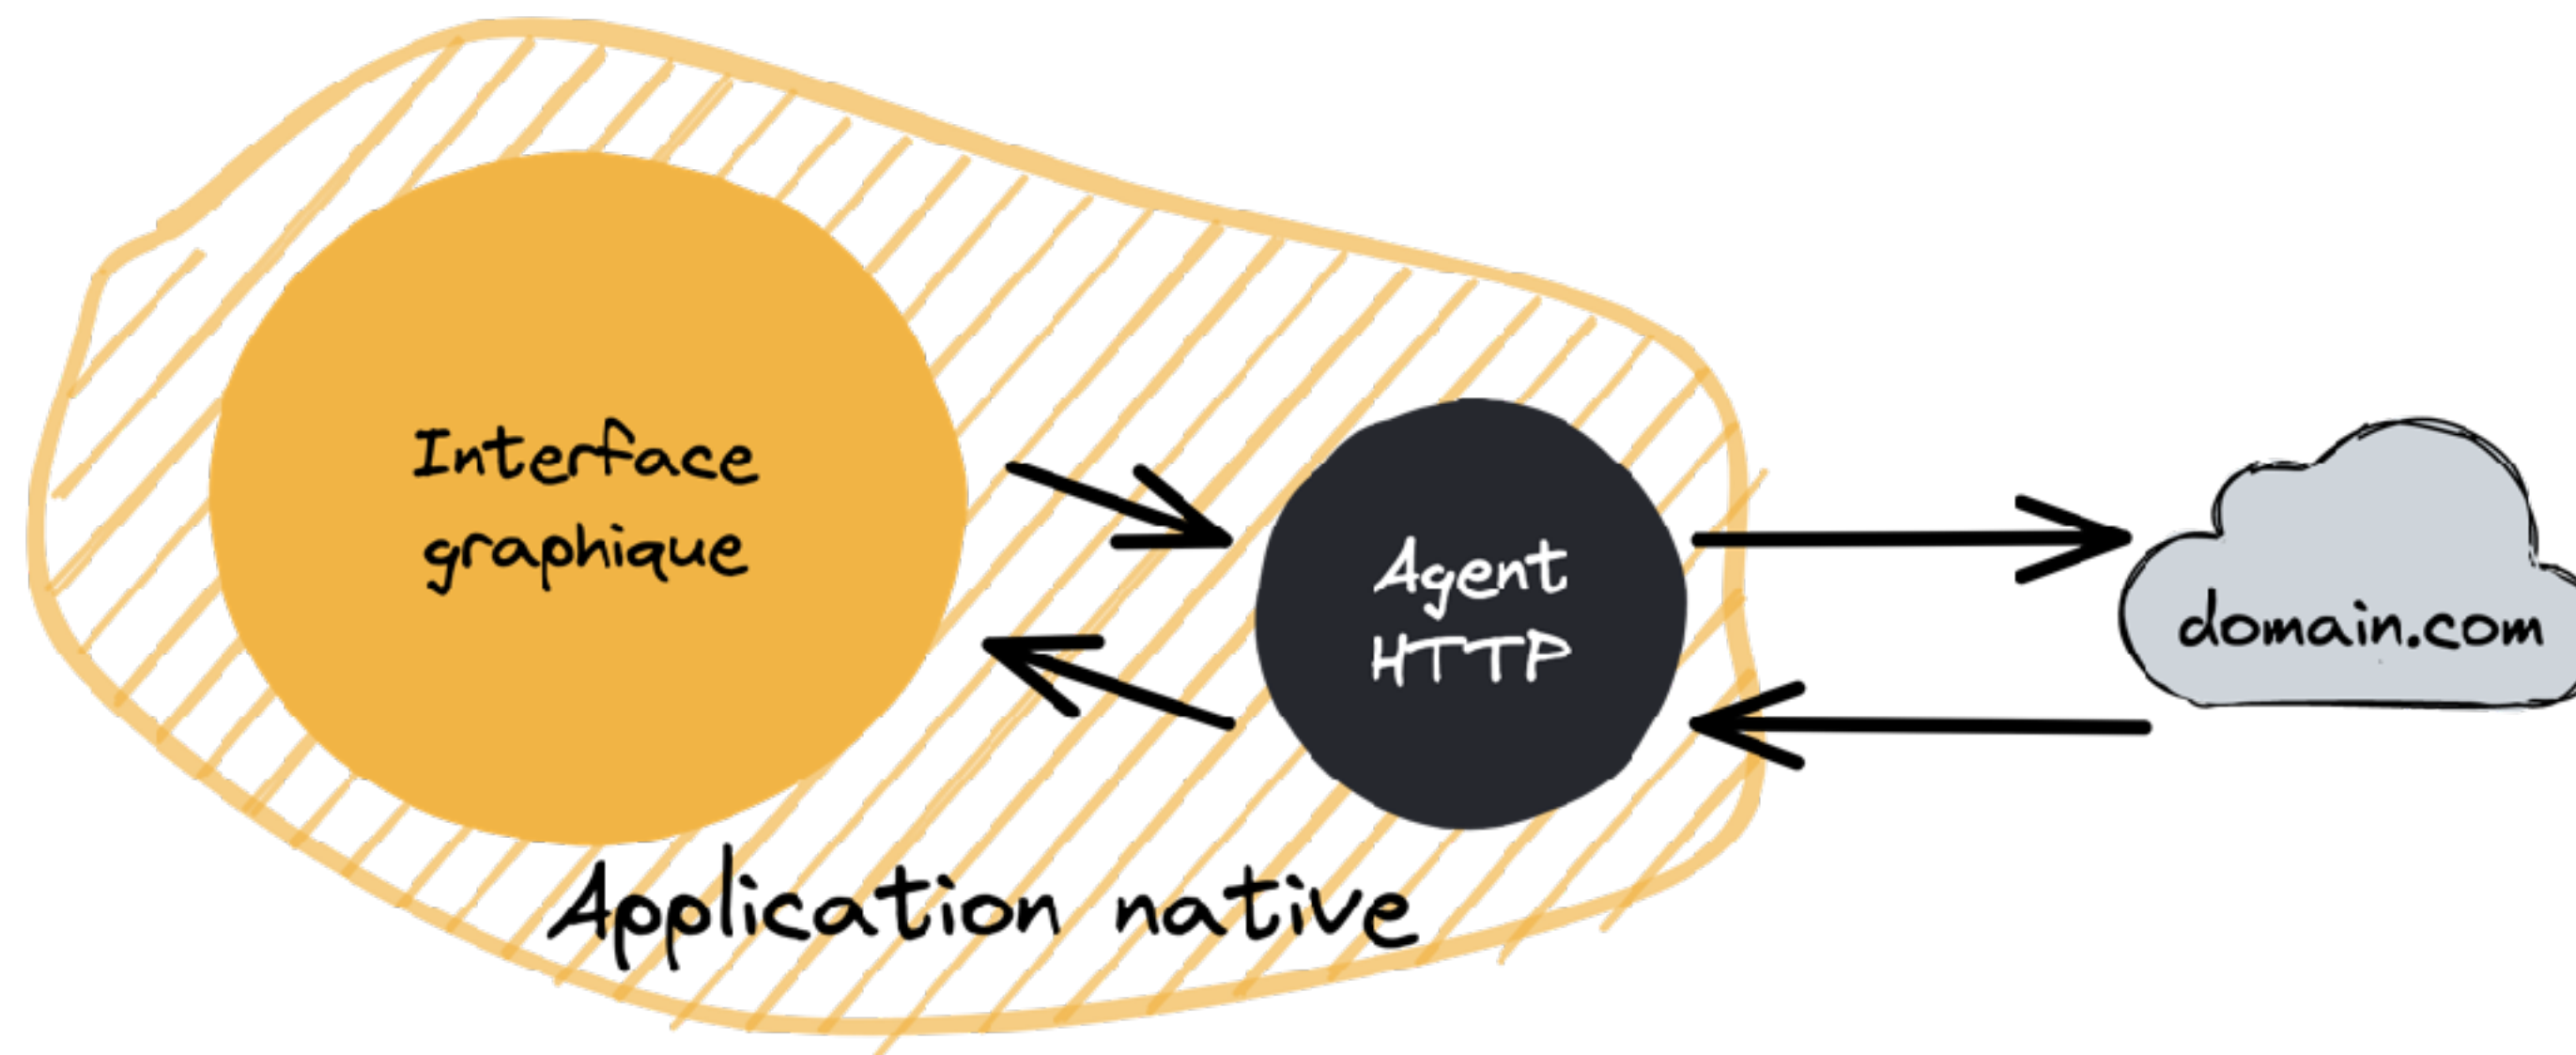 Interface
graphique
Agent
HTTP
domain.com
Application native